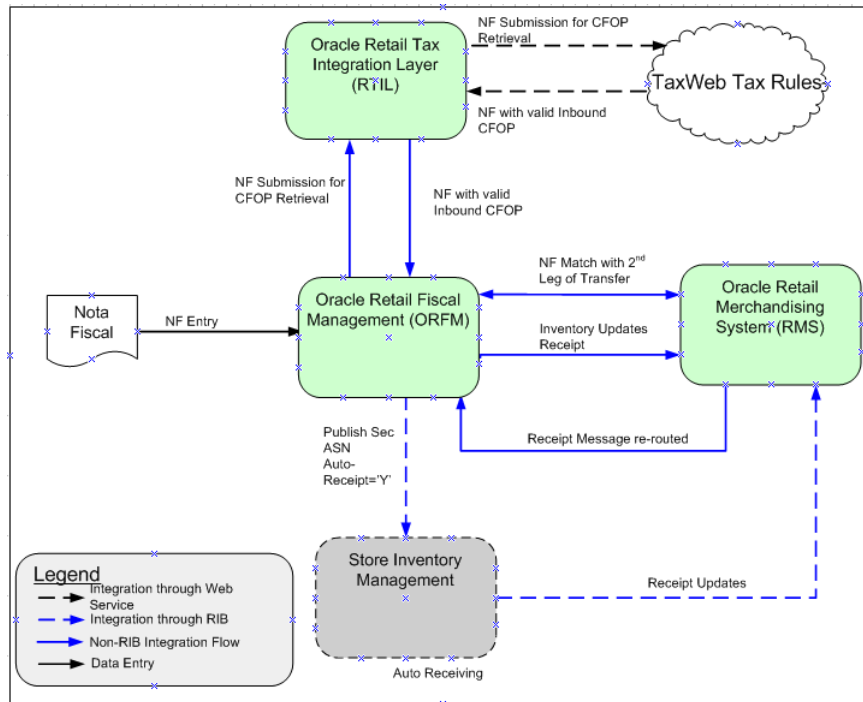 Oracle Retail Tax
Integration Layer
(RTIL)
NF Submission for CFOP
Retrieval
TaxWeb Tax Rules
NF with valid Inbound
CFOP
NF Submission for
CFOP Retrieval
NF with valid
Inbound CFOP
Nota
Fiscal
NF Entry
Oracle Retail Fiscal
Management (ORFM)
NF Match with 2nd
Leg of Transfer
Inventory Updates
Receipt
Oracle Retail
Merchandising
System (RMS)
Receipt Message re-routed
Publish Sec
ASN
Auto-
Receipt='Y'
Store Inventory
Management
Receipt Updates
Auto Receiving
Legend
Integration through Web
Service
Integration through RIB
Non-RIB Integration Flow
Data Entry